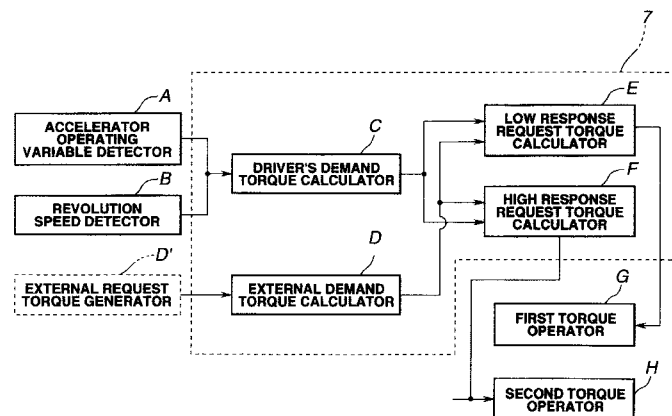 7
A
ACCELERATOR
OPERATING
VARIABLE DETECTOR
B
REVOLUTION
SPEED DETECTOR
D'
EXTERNAL REQUEST
TORQUE GENERATOR
C
DRIVER'S DEMAND
TORQUE CALCULATOR
D
EXTERNAL DEMAND
TORQUE CALCULATOR
E
LOW RESPONSE
REQUEST TORQUE
CALCULATOR
F
HIGH RESPONSE
REQUEST TORQUE
CALCULATOR
G
FIRST TORQUE
OPERATOR
H
SECOND TORQUE
OPERATOR